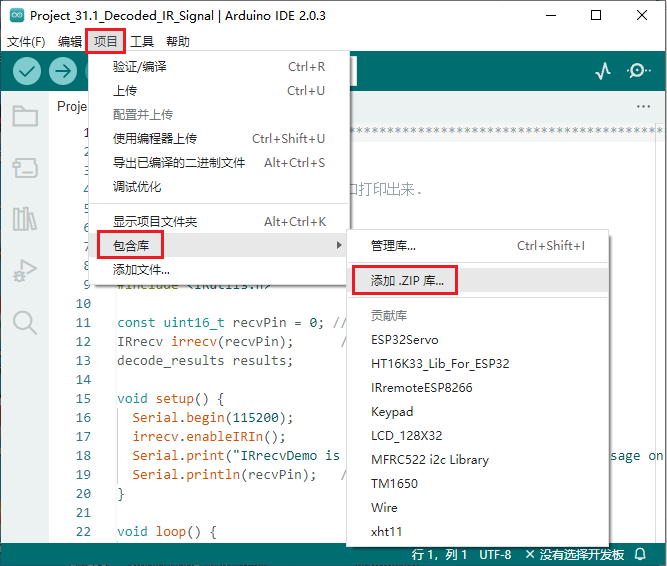 Project_31.1_Decoded_IR_Signal | Arduino IDE 2.0.3
文件(F) 编辑 项目 工具 帮助
验证/编译 Ctrl+R
上传 Ctrl+U
配置并上传
使用编程器上传 Ctrl+Shift+U
导出已编译的二进制文件 Alt+Ctrl+S
调试优化
显示项目文件夹 Alt+Ctrl+K
包含库
添加文件...
管理库... Ctrl+Shift+I
添加 .ZIP 库...
贡献库
ESP32Servo
HT16K33_Lib_For_ESP32
IRremoteESP8266
Keypad
LCD_128X32
MFRC522 i2c Library
TM1650
Wire
xht11
Proje
1 ******************************************
2
3
4 打印出来.
5
6
7
8
9
10
11 const uint16_t recvPin = 0; //
12 IRrecv irrecv(recvPin); /
13 decode_results results;
14
15 void setup() {
16 Serial.begin(115200);
17 irrecv.enableIRIn();
18 Serial.print("IRrecvDemo is sage on
19 Serial.println(recvPin); /
20 }
21
22 void loop() {
行 1，列 1 UTF-8 × 没有选择开发板